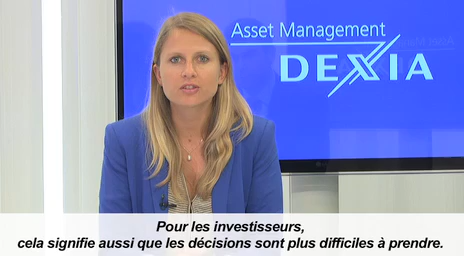 Asset Management
DEXIA
Pour les investisseurs,
cela signifie aussi que les décisions sont plus difficiles à prendre.